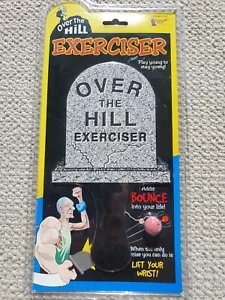 OVER THE
HILL
EXERCISER
Play young to
stay young!
OVER
THE
HILL
EXERCISER
Adds
BOUNCE
into your life!
When the only
raise you can do is
LIFT YOUR
WRIST!